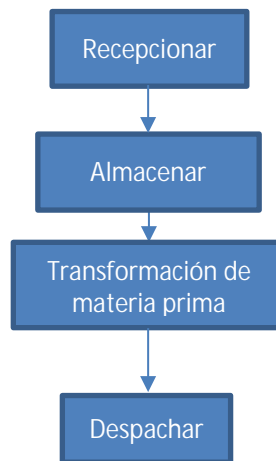 Recepcionar
Almacenar
Transformación de
materia prima
Despachar